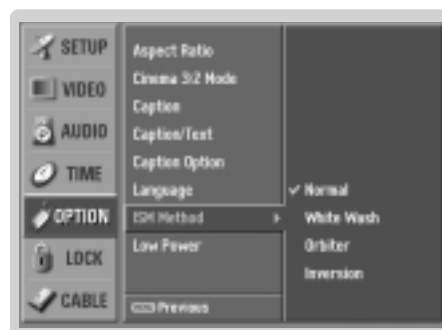 SETUP
VIDEO
AUDIO
TIME
OPTION
LOCK
CABLE
Aspect Ratio
Cinema 3:2 Mode
Caption
Caption/Text
Caption Option
Language
ISM Method
Low Power
Previous
Normal
White Wash
Orbiter
Inversion